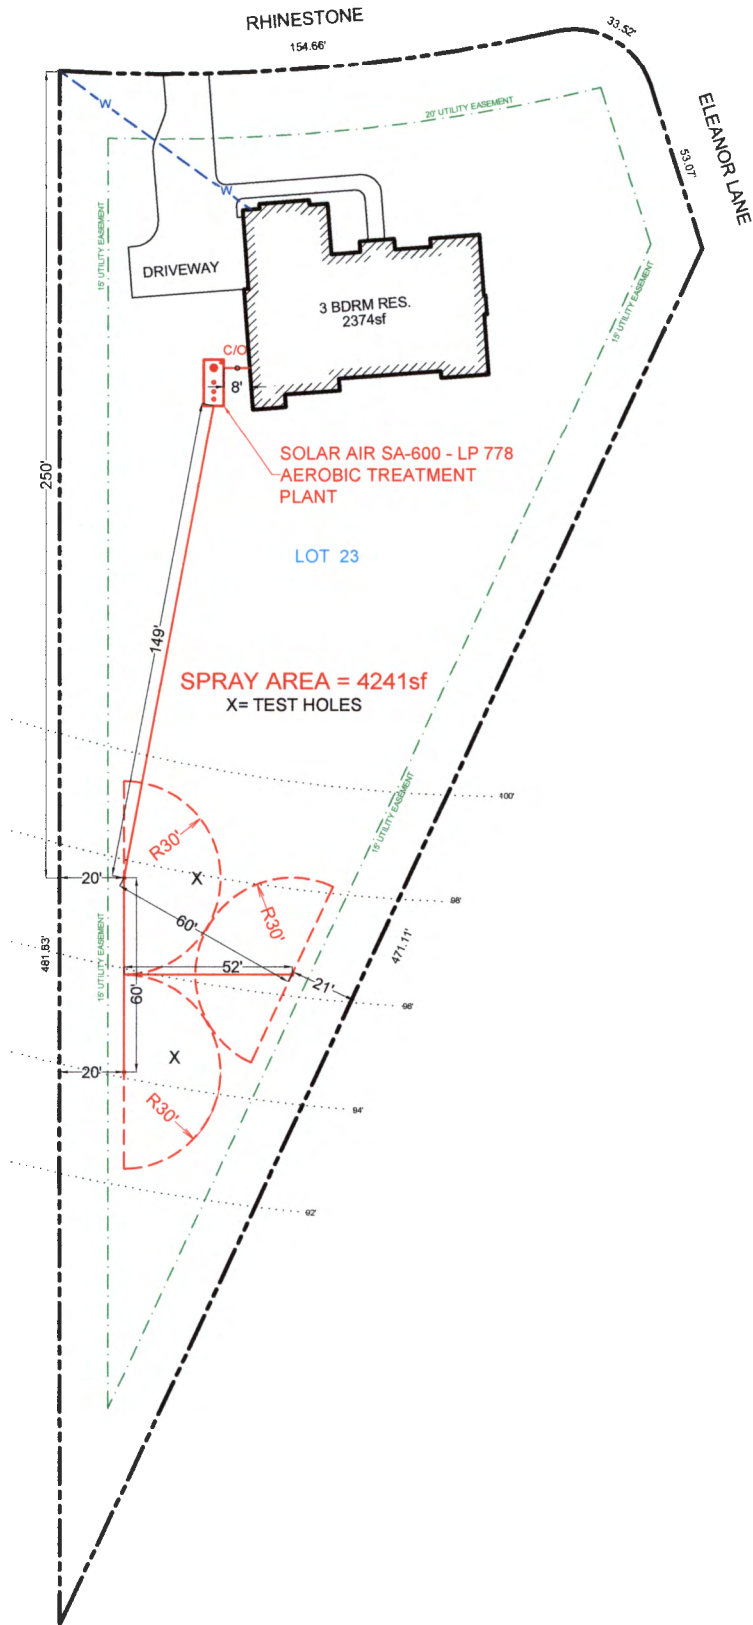 RHINESTONE
154.66'
33.52'
ELEANOR LANE
53.07'
20' UTILITY EASEMENT
W
W
15' UTILITY EASEMENT
DRIVEWAY
3 BDRM RES.
2374sf
15' UTILITY EASEMENT
C/O
8'
SOLAR AIR SA-600 - LP 778
AEROBIC TREATMENT
PLANT
250'
LOT 23
149'
SPRAY AREA = 4241sf
X= TEST HOLES
100'
15' UTILITY EASEMENT
R30'
20'
X
98'
R30'
60'
471.11'
481.83'
15' UTILITY EASEMENT
52'
21'
60'
96'
X
20'
R30'
94'
92'